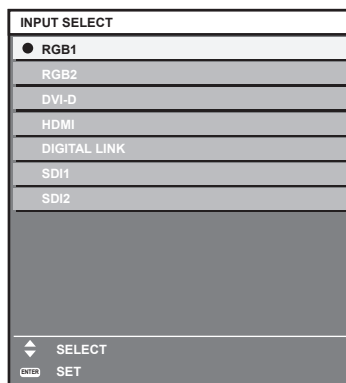 INPUT SELECT
RGB1
RGB2
DVI-D
HDMI
DIGITAL LINK
SDI1
SDI2
SELECT
ENTER SET